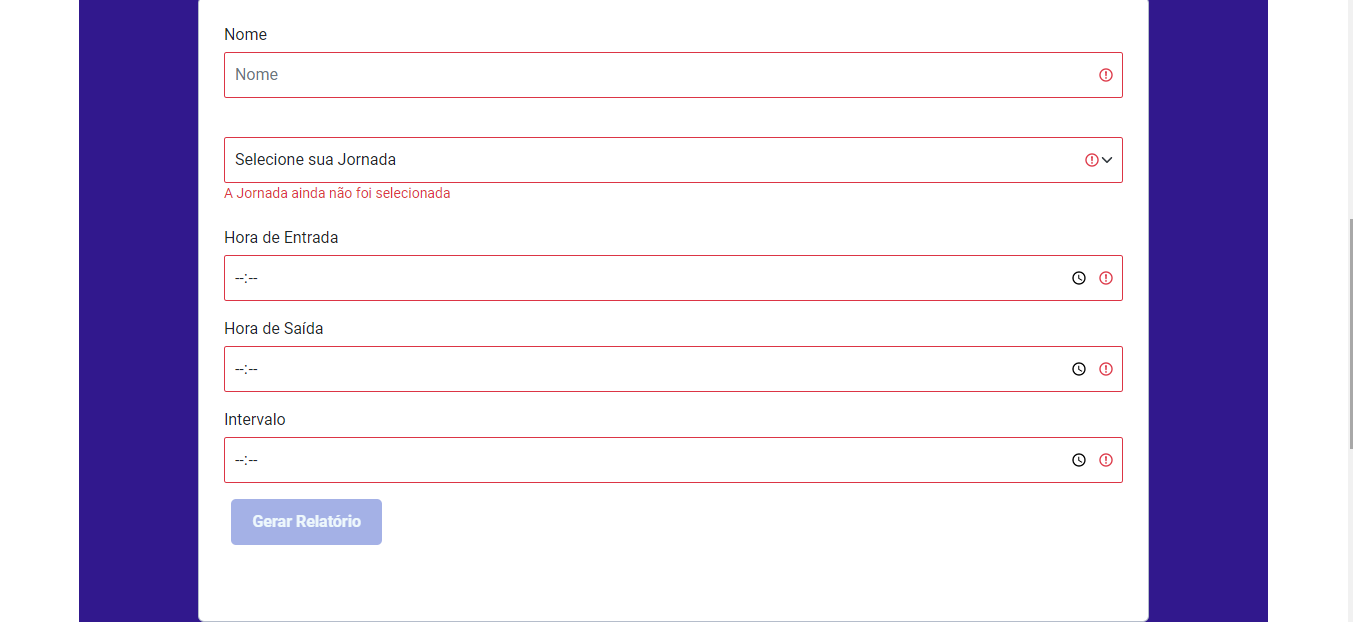 Nome
Nome
Selecione sua Jornada
A Jornada ainda não foi selecionada
Hora de Entrada
--:--
Hora de Saída
--:--
Intervalo
--:--
Gerar Relatório